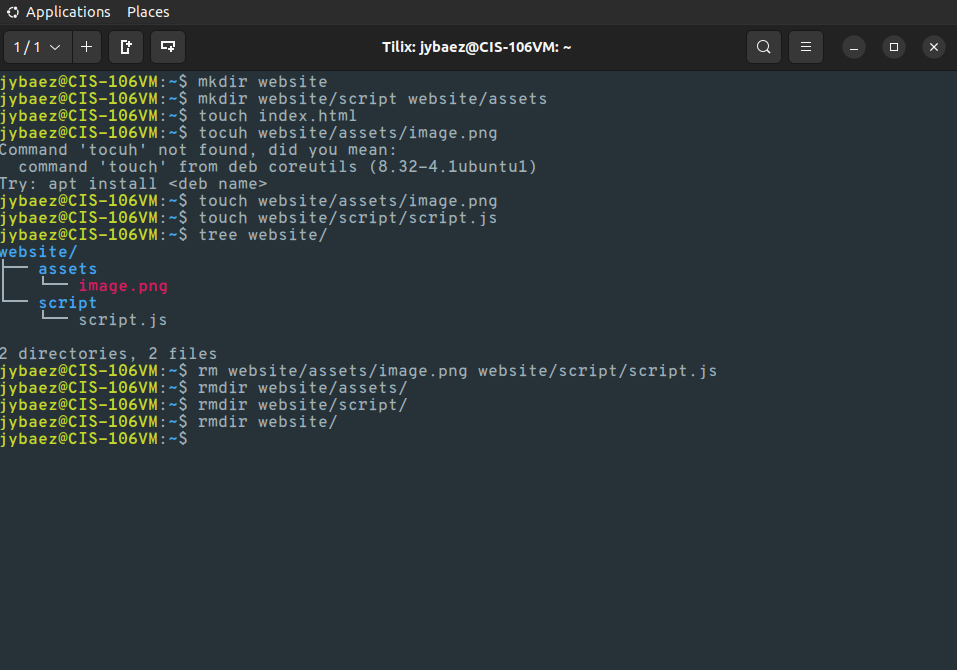 Applications Places
1 / 1
Tilix: jybaez@CIS-106VM: ~
jybaez@CIS-106VM:~$ mkdir website
jybaez@CIS-106VM:~$ mkdir website/script website/assets
jybaez@CIS-106VM:~$ touch index.html
jybaez@CIS-106VM:~$ tocuh website/assets/image.png
Command 'tocuh' not found, did you mean:
  command 'touch' from deb coreutils (8.32-4.1ubuntu1)
Try: apt install <deb name>
jybaez@CIS-106VM:~$ touch website/assets/image.png
jybaez@CIS-106VM:~$ touch website/script/script.js
jybaez@CIS-106VM:~$ tree website/
website/
├── assets
│   └── image.png
└── script
    └── script.js

2 directories, 2 files
jybaez@CIS-106VM:~$ rm website/assets/image.png website/script/script.js
jybaez@CIS-106VM:~$ rmdir website/assets/
jybaez@CIS-106VM:~$ rmdir website/script/
jybaez@CIS-106VM:~$ rmdir website/
jybaez@CIS-106VM:~$